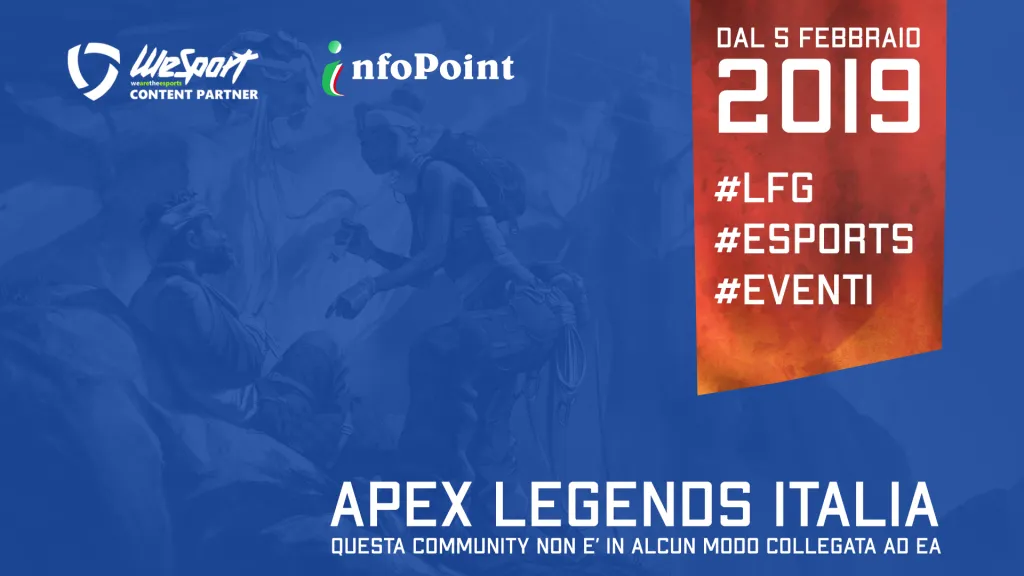 WeSport
wearetheesports
CONTENT PARTNER
infoPoint
DAL 5 FEBBRAIO
2019
#LFG
#ESPORTS
#EVENTI
APEX LEGENDS ITALIA
QUESTA COMMUNITY NON E' IN ALCUN MODO COLLEGATA AD EA